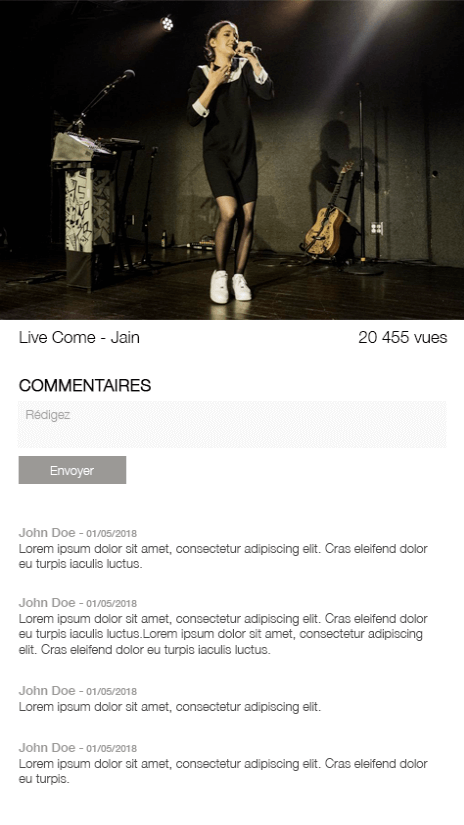 Live Come - Jain
20 455 vues
COMMENTAIRES
Rédigez
Envoyer
John Doe - 01/05/2018
Lorem ipsum dolor sit amet, consectetur adipiscing elit. Cras eleifend dolor
eu turpis iaculis luctus.
John Doe - 01/05/2018
Lorem ipsum dolor sit amet, consectetur adipiscing elit. Cras eleifend dolor
eu turpis iaculis luctus.Lorem ipsum dolor sit amet, consectetur adipiscing
elit. Cras eleifend dolor eu turpis iaculis luctus.
John Doe - 01/05/2018
Lorem ipsum dolor sit amet, consectetur adipiscing elit.
John Doe - 01/05/2018
Lorem ipsum dolor sit amet, consectetur adipiscing elit. Cras eleifend dolor
eu turpis.